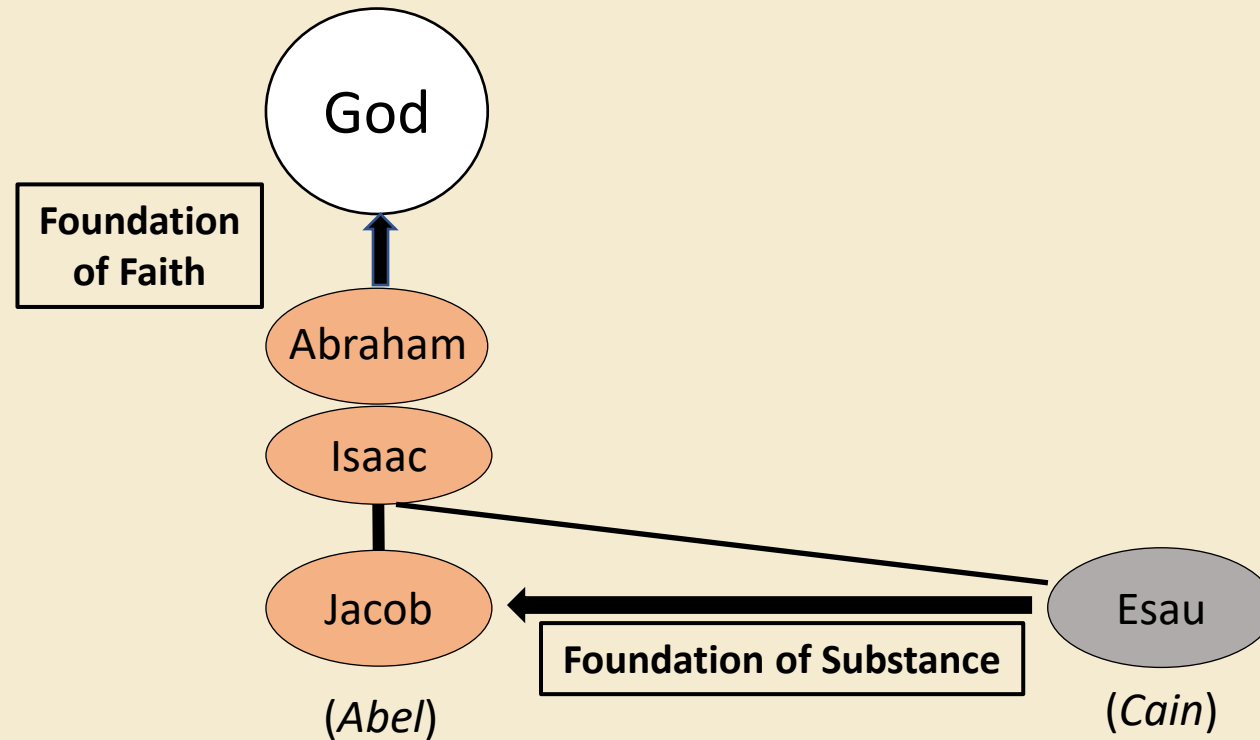 God
Foundation
of Faith
Abraham
Isaac
Jacob
Esau
Foundation of Substance
(Abel)
(Cain)